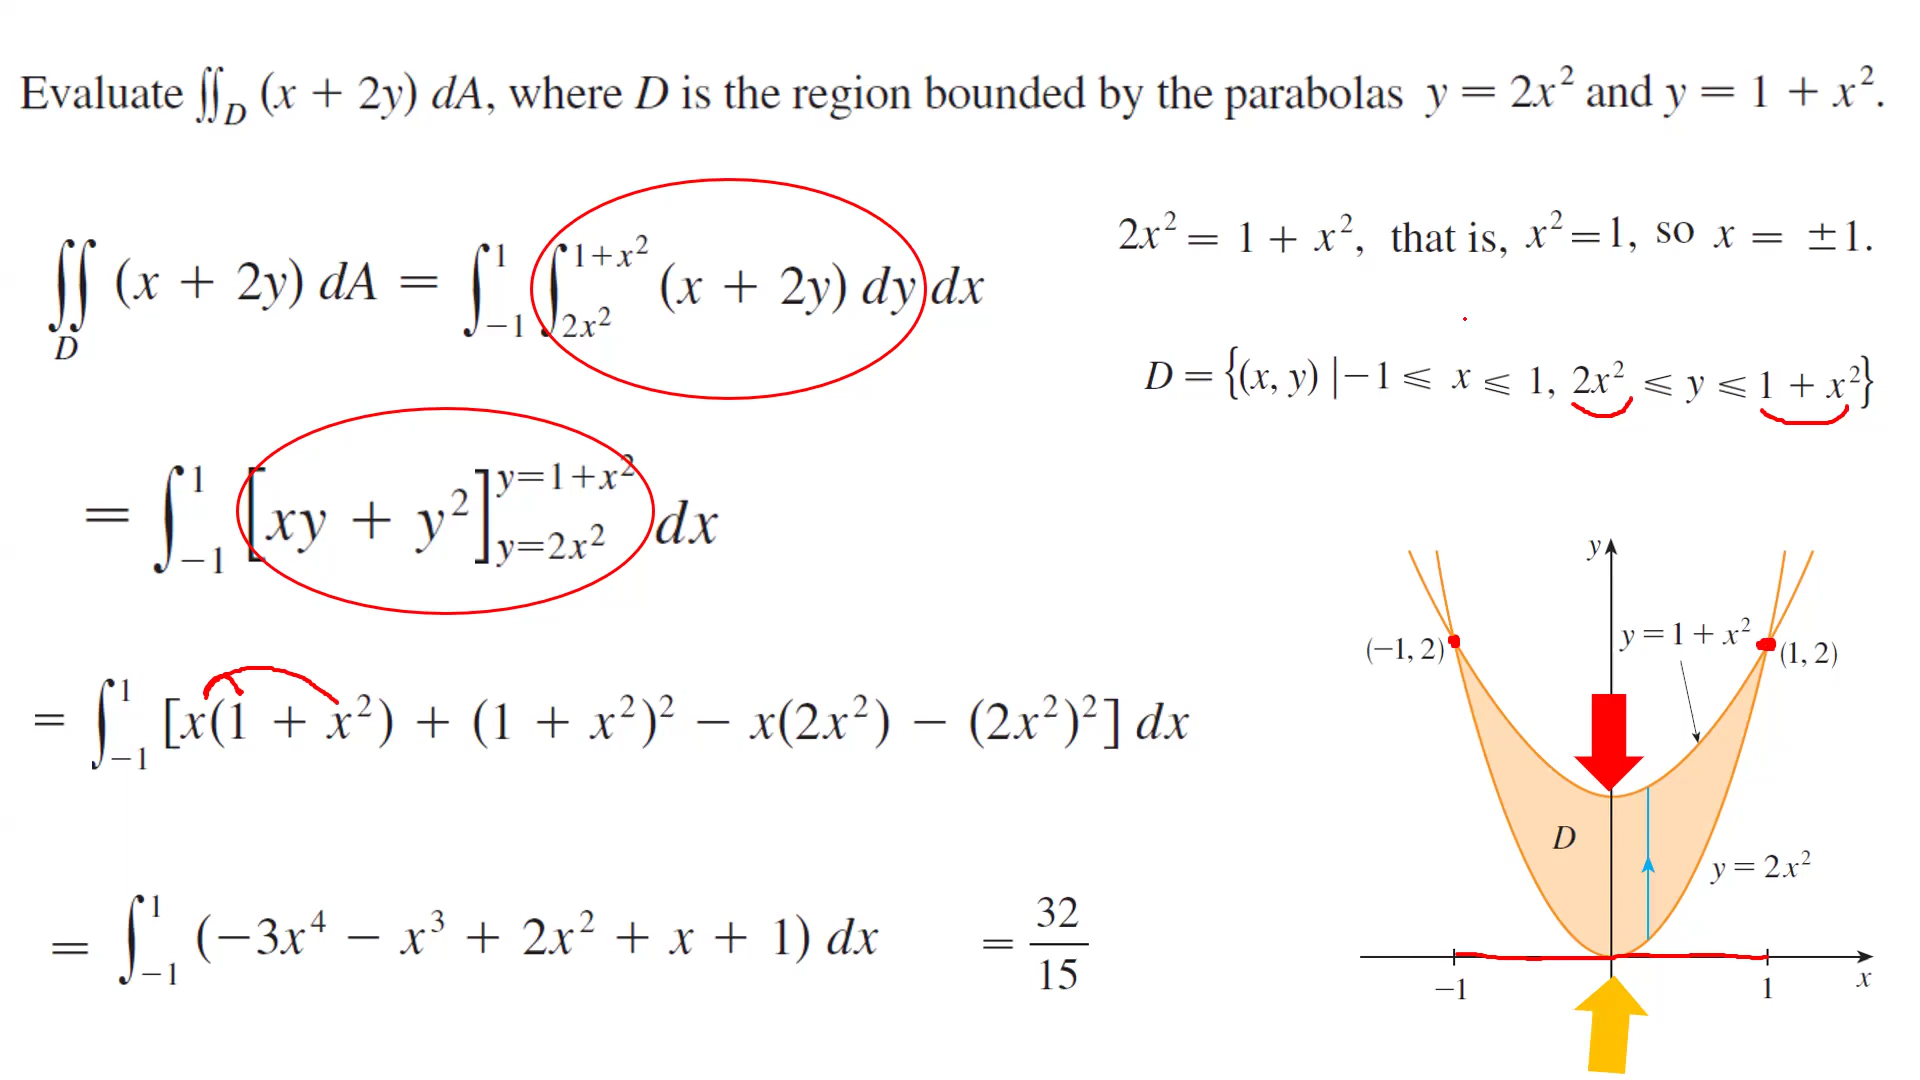 Evaluate ∬_D (x + 2y) dA, where D is the region bounded by the parabolas y = 2x² and y = 1 + x².
∬_D (x + 2y) dA = ∫_{-1}^{1} ∫_{2x²}^{1+x²} (x + 2y) dy dx
= ∫_{-1}^{1} [xy + y²]_{y=2x²}^{y=1+x²} dx
= ∫_{-1}^{1} [x(1 + x²) + (1 + x²)² − x(2x²) − (2x²)²] dx
= ∫_{-1}^{1} (−3x⁴ − x³ + 2x² + x + 1) dx = 32/15
2x² = 1 + x², that is, x² = 1, so x = ±1.
D = {(x, y) | −1 ⩽ x ⩽ 1, 2x² ⩽ y ⩽ 1 + x²}
y
(−1, 2)
y = 1 + x²
(1, 2)
D
y = 2x²
−1
1
x